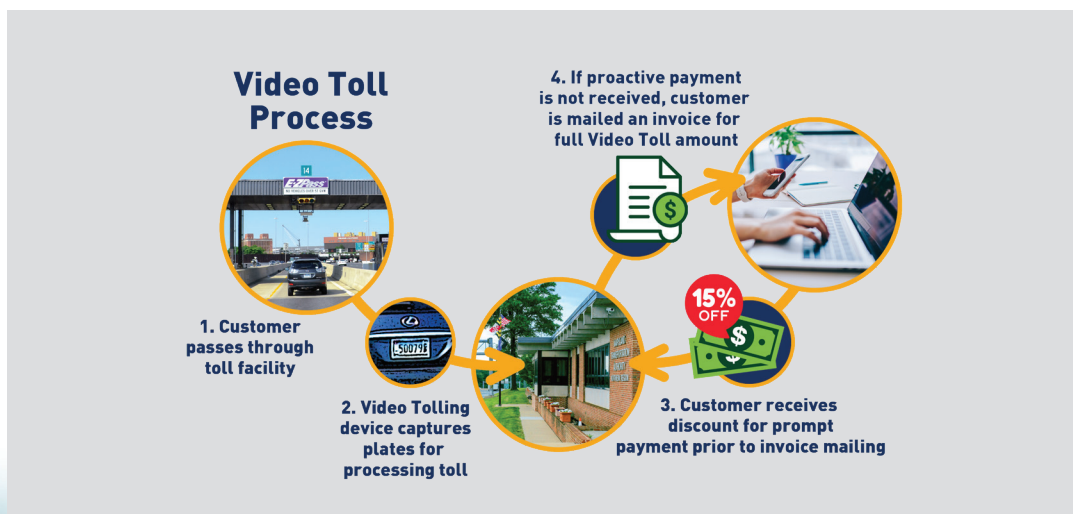 Video Toll
Process
14
E-ZPass
1. Customer
passes through
toll facility
2. Video Tolling
device captures
plates for
processing toll
15%
OFF
3. Customer receives
discount for prompt
payment prior to invoice mailing
4. If proactive payment
is not received, customer
is mailed an invoice for
full Video Toll amount
$
$
$